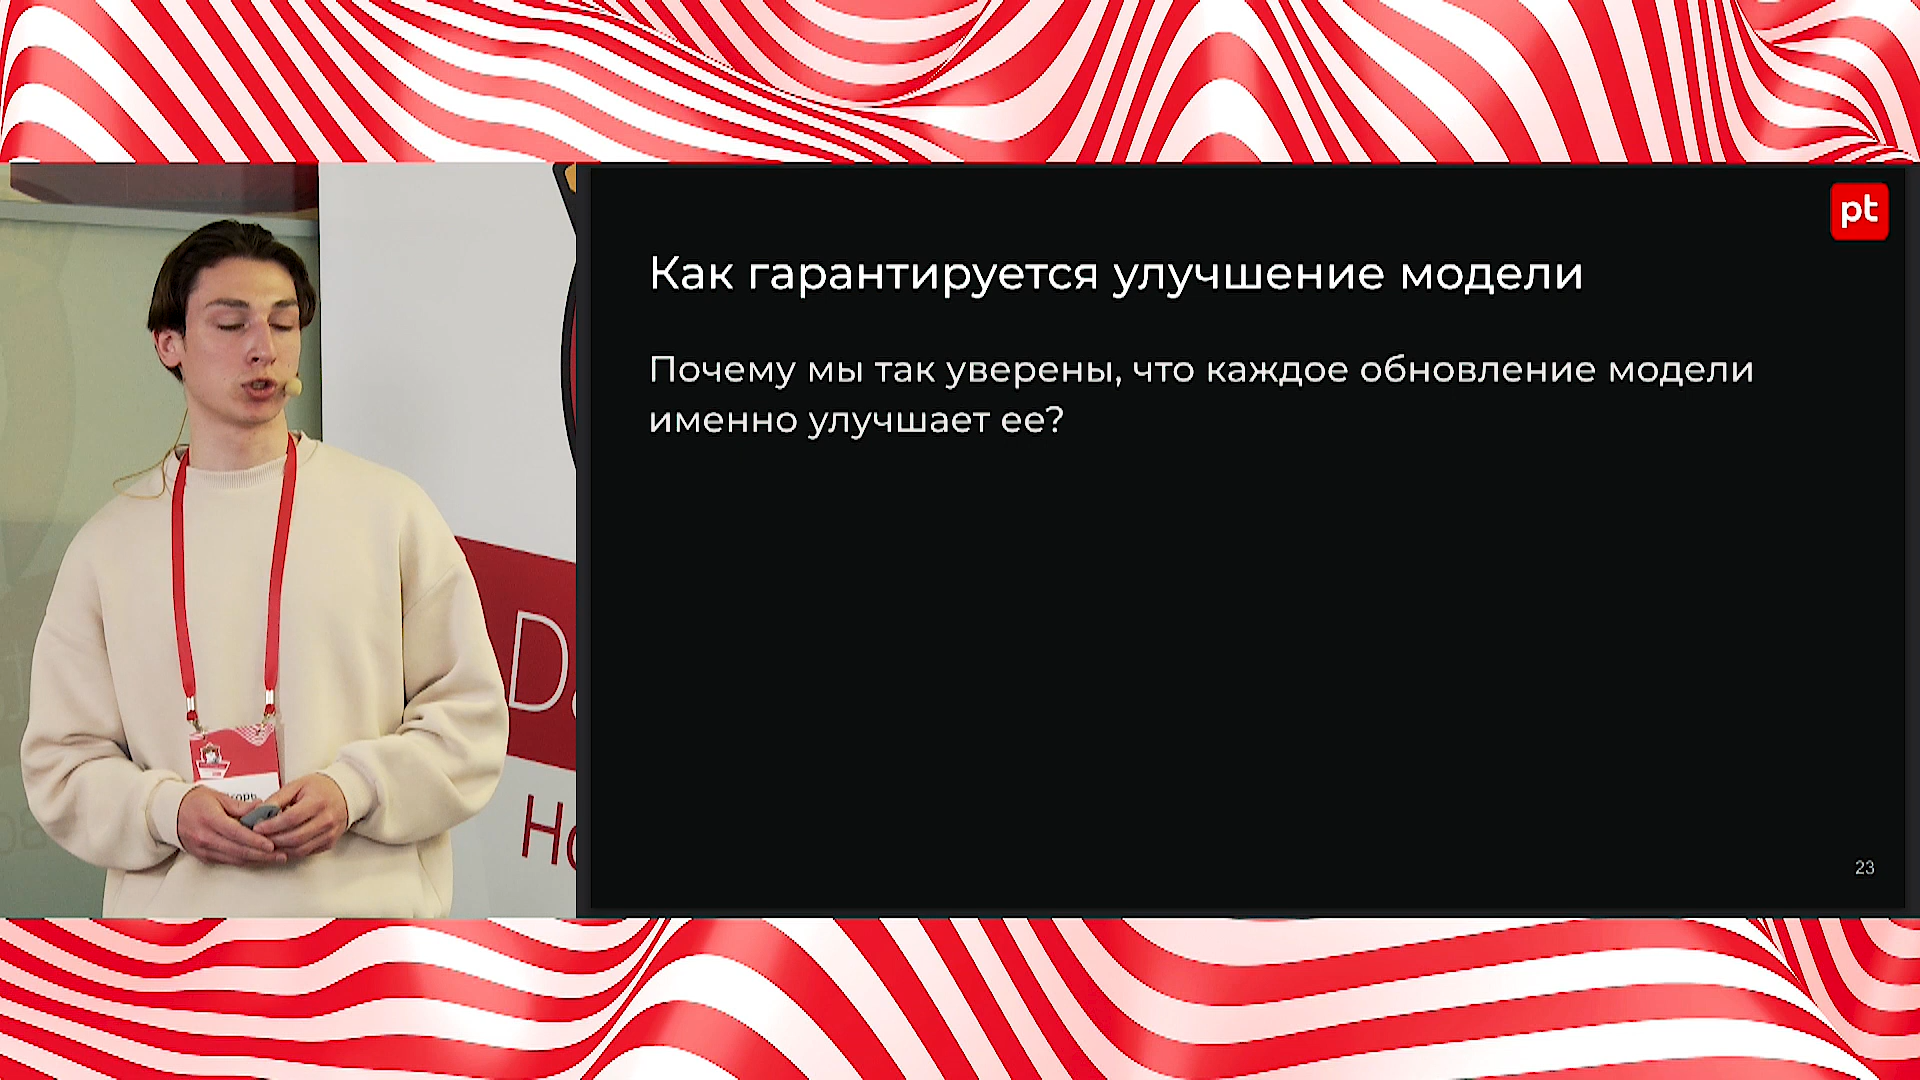 pt
Как гарантируется улучшение модели
Почему мы так уверены, что каждое обновление модели
именно улучшает ее?
23